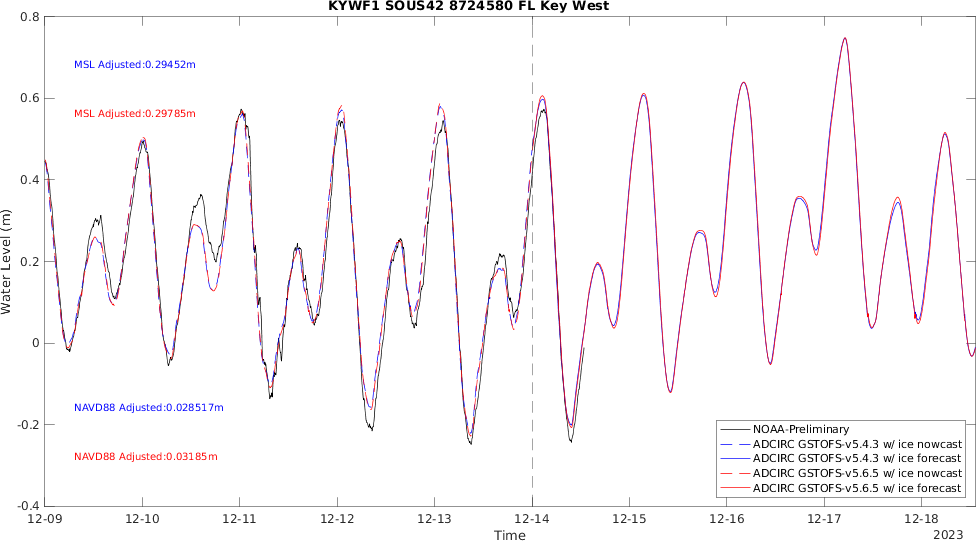 KYWF1 SOUS42 8724580 FL Key West
0.8
0.6
0.4
0.2
0
-0.2
-0.4
Water Level (m)
MSL Adjusted:0.29452m
MSL Adjusted:0.29785m
NAVD88 Adjusted:0.028517m
NAVD88 Adjusted:0.03185m
NOAA-Preliminary
ADCIRC GSTOFS-v5.4.3 w/ ice nowcast
ADCIRC GSTOFS-v5.4.3 w/ ice forecast
ADCIRC GSTOFS-v5.6.5 w/ ice nowcast
ADCIRC GSTOFS-v5.6.5 w/ ice forecast
12-09 12-10 12-11 12-12 12-13 12-14 12-15 12-16 12-17 12-18
Time
2023